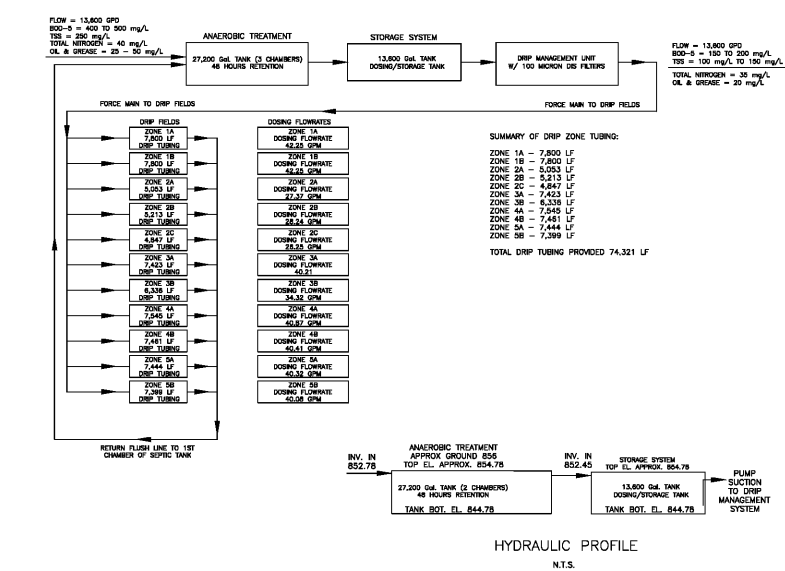 FLOW = 13,600 GPD
BOD-5 = 400 TO 500 mg/L
TSS = 250 mg/L
TOTAL NITROGEN = 40 mg/L
OIL & GREASE = 25 - 50 mg/L
ANAEROBIC TREATMENT
27,200 Gal. TANK (3 CHAMBERS)
48 HOURS RETENTION
STORAGE SYSTEM
13,600 Gal. TANK
DOSING/STORAGE TANK
DRIP MANAGEMENT UNIT
W/ 100 MICRON DIS FILTERS
FLOW = 13,600 GPD
BOD-5 = 150 TO 200 mg/L
TSS = 100 mg/L TO 150 mg/L
TOTAL NITROGEN = 35 mg/L
OIL & GREASE = 20 mg/L
FORCE MAIN TO DRIP FIELDS
FORCE MAIN TO DRIP FIELDS
DRIP FIELDS
ZONE 1A
7,800 LF
DRIP TUBING
ZONE 1B
7,800 LF
DRIP TUBING
ZONE 2A
5,053 LF
DRIP TUBING
ZONE 2B
5,213 LF
DRIP TUBING
ZONE 2C
4,847 LF
DRIP TUBING
ZONE 3A
7,423 LF
DRIP TUBING
ZONE 3B
6,336 LF
DRIP TUBING
ZONE 4A
7,545 LF
DRIP TUBING
ZONE 4B
7,461 LF
DRIP TUBING
ZONE 5A
7,444 LF
DRIP TUBING
ZONE 5B
7,399 LF
DRIP TUBING
RETURN FLUSH LINE TO 1ST
CHAMBER OF SEPTIC TANK
DOSING FLOWRATES
ZONE 1A
DOSING FLOWRATE
42.25 GPM
ZONE 1B
DOSING FLOWRATE
42.25 GPM
ZONE 2A
DOSING FLOWRATE
27.37 GPM
ZONE 2B
DOSING FLOWRATE
28.24 GPM
ZONE 2C
DOSING FLOWRATE
26.25 GPM
ZONE 3A
DOSING FLOWRATE
40.21
ZONE 3B
DOSING FLOWRATE
34.32 GPM
ZONE 4A
DOSING FLOWRATE
40.87 GPM
ZONE 4B
DOSING FLOWRATE
40.41 GPM
ZONE 5A
DOSING FLOWRATE
40.32 GPM
ZONE 5B
DOSING FLOWRATE
40.08 GPM
SUMMARY OF DRIP ZONE TUBING:
ZONE 1A - 7,800 LF
ZONE 1B - 7,800 LF
ZONE 2A - 5,053 LF
ZONE 2B - 5,213 LF
ZONE 2C - 4,847 LF
ZONE 3A - 7,423 LF
ZONE 3B - 6,336 LF
ZONE 4A - 7,545 LF
ZONE 4B - 7,461 LF
ZONE 5A - 7,444 LF
ZONE 5B - 7,399 LF
TOTAL DRIP TUBING PROVIDED 74,321 LF
INV. IN
852.78
ANAEROBIC TREATMENT
APPROX GROUND 856
TOP EL. APPROX. 854.78
27,200 Gal. TANK (2 CHAMBERS)
48 HOURS RETENTION
TANK BOT. EL. 844.78
INV. IN
852.45
STORAGE SYSTEM
TOP EL. APPROX. 854.78
13,600 Gal. TANK
DOSING/STORAGE TANK
TANK BOT. EL. 844.78
PUMP
SUCTION
TO DRIP
MANAGEMENT
SYSTEM
HYDRAULIC PROFILE
N.T.S.